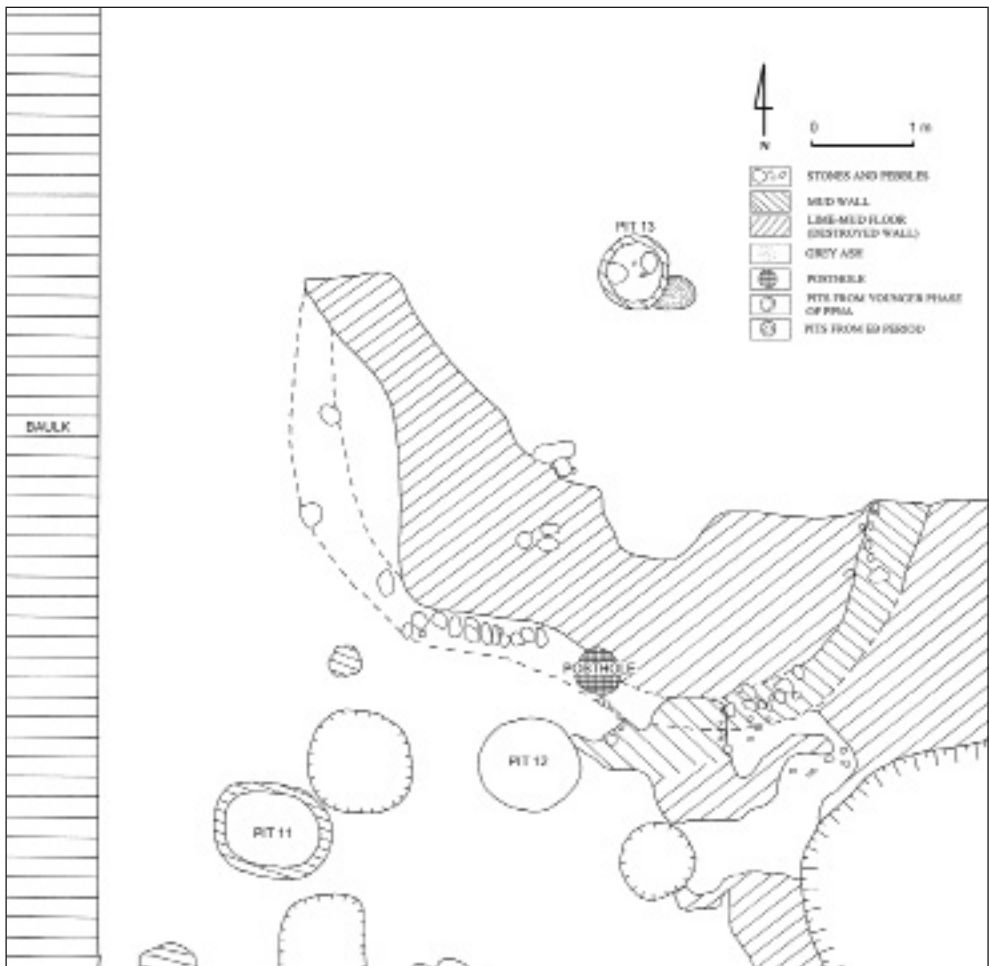 0 1 m
N
STONES AND PEBBLES
MUD WALL
LIME-MUD FLOOR
(DESTROYED WALL)
GREY ASH
POSTHOLE
PITS FROM YOUNGER PHASE
OF PPNA
PITS FROM EB PERIOD
PIT 13
BAULK
POSTHOLE
PIT 12
PIT 11